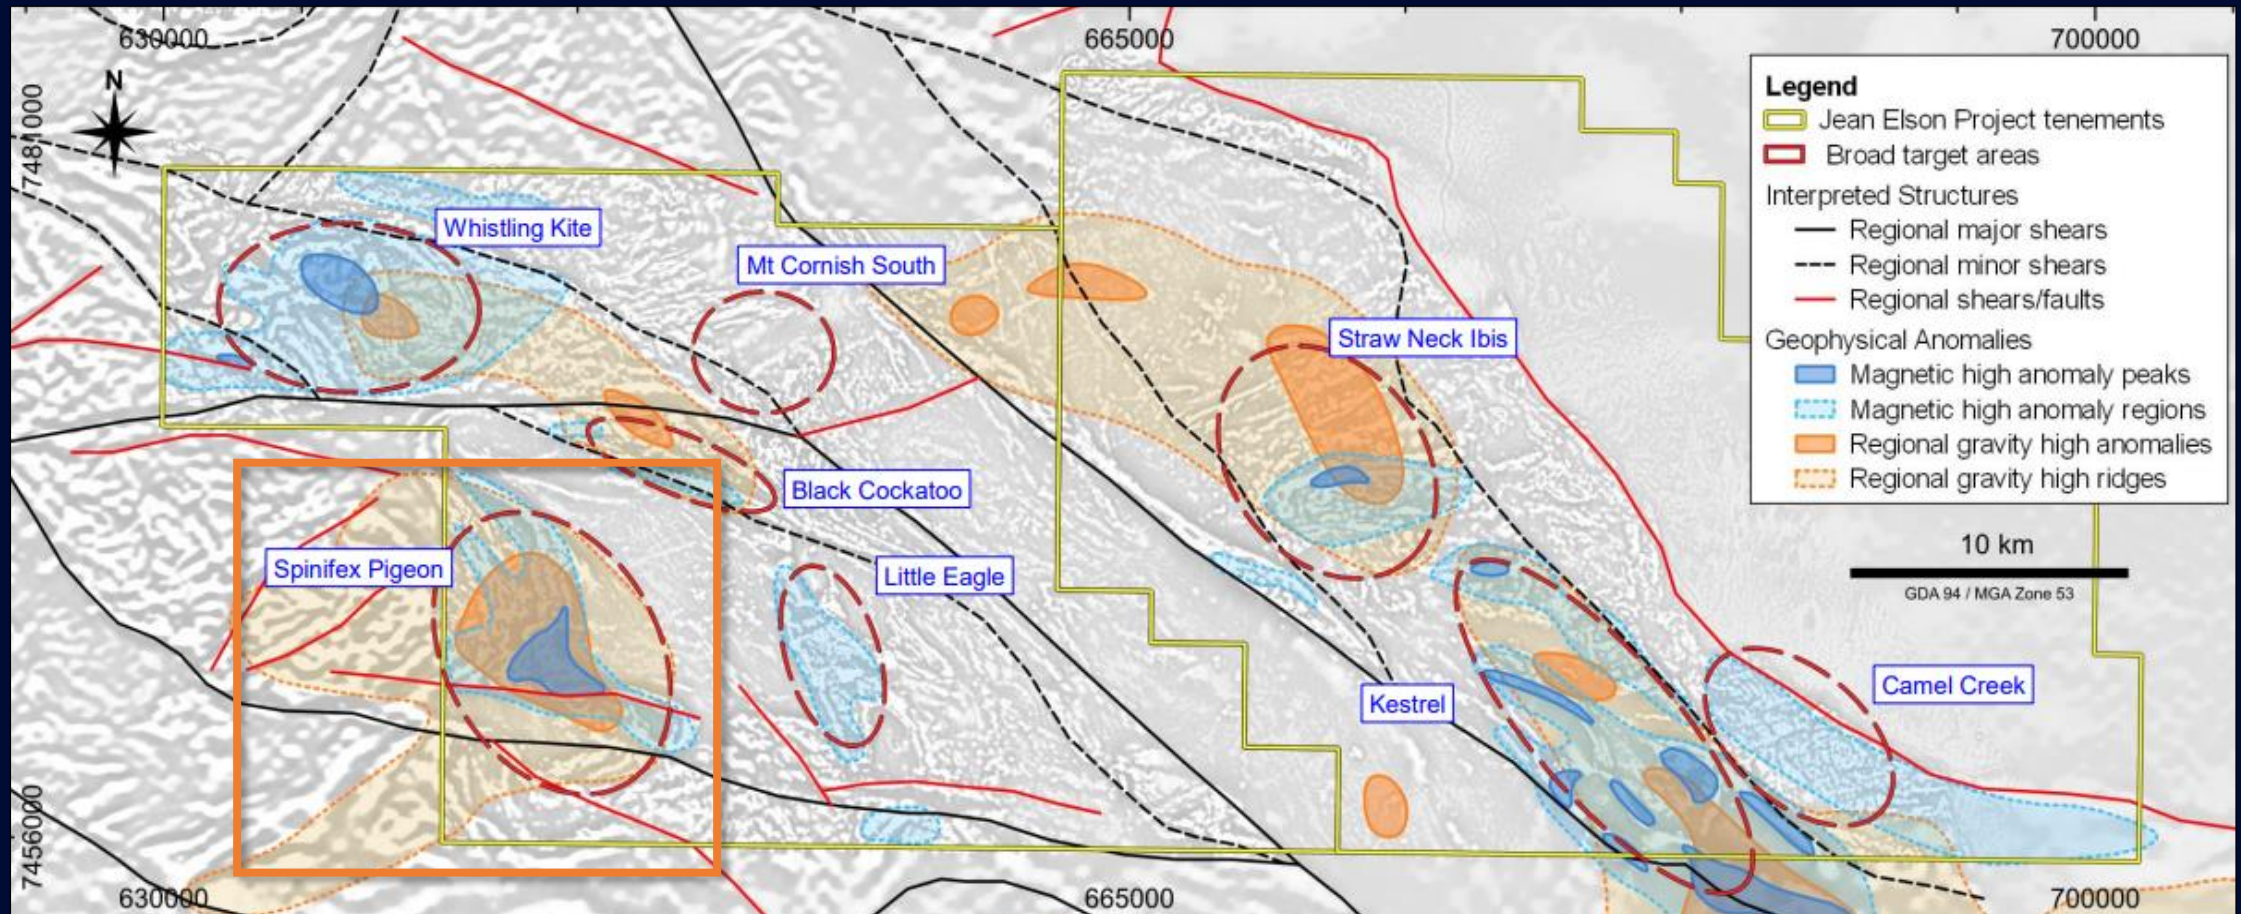 630000
665000
700000
N
7481000
Legend
Jean Elson Project tenements
Broad target areas
Interpreted Structures
Regional major shears
Regional minor shears
Regional shears/faults
Geophysical Anomalies
Magnetic high anomaly peaks
Magnetic high anomaly regions
Regional gravity high anomalies
Regional gravity high ridges
Whistling Kite
Mt Cornish South
Straw Neck Ibis
Black Cockatoo
Spinifex Pigeon
Little Eagle
10 km
GDA 94 / MGA Zone 53
Kestrel
Camel Creek
7456000
630000
665000
700000